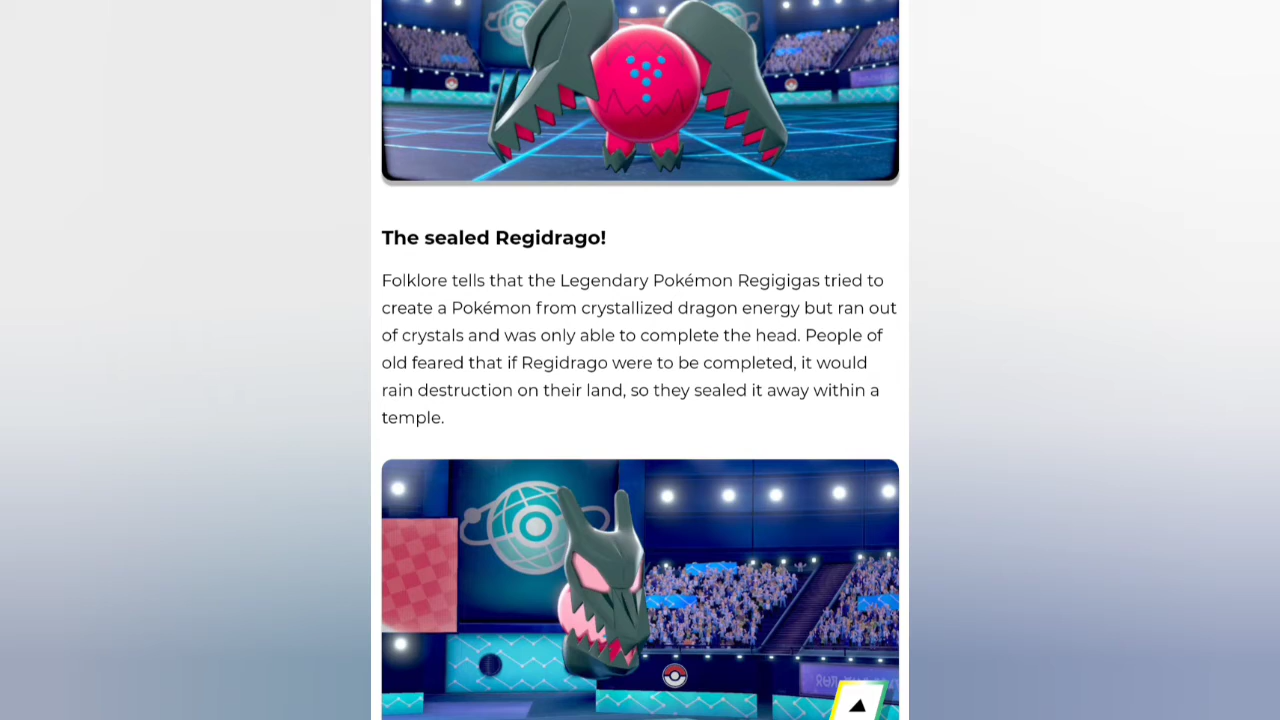 The sealed Regidrago!
Folklore tells that the Legendary Pokémon Regigigas tried to
create a Pokémon from crystallized dragon energy but ran out
of crystals and was only able to complete the head. People of
old feared that if Regidrago were to be completed, it would
rain destruction on their land, so they sealed it away within a
temple.